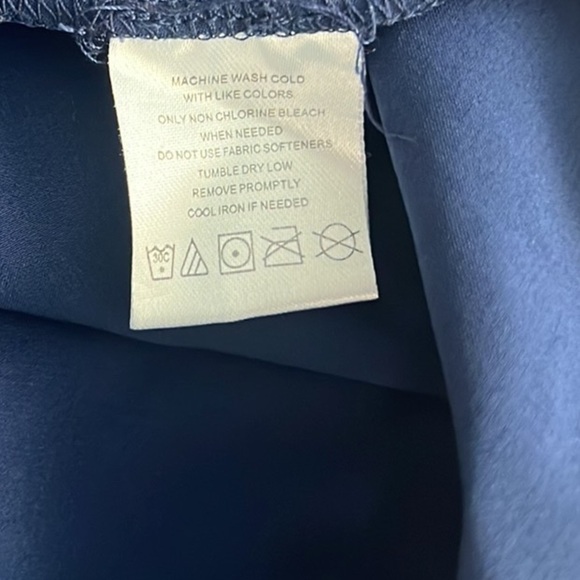 MACHINE WASH COLD
WITH LIKE COLORS
ONLY NON CHLORINE BLEACH
WHEN NEEDED
DO NOT USE FABRIC SOFTENERS
TUMBLE DRY LOW
REMOVE PROMPTLY
COOL IRON IF NEEDED
30C